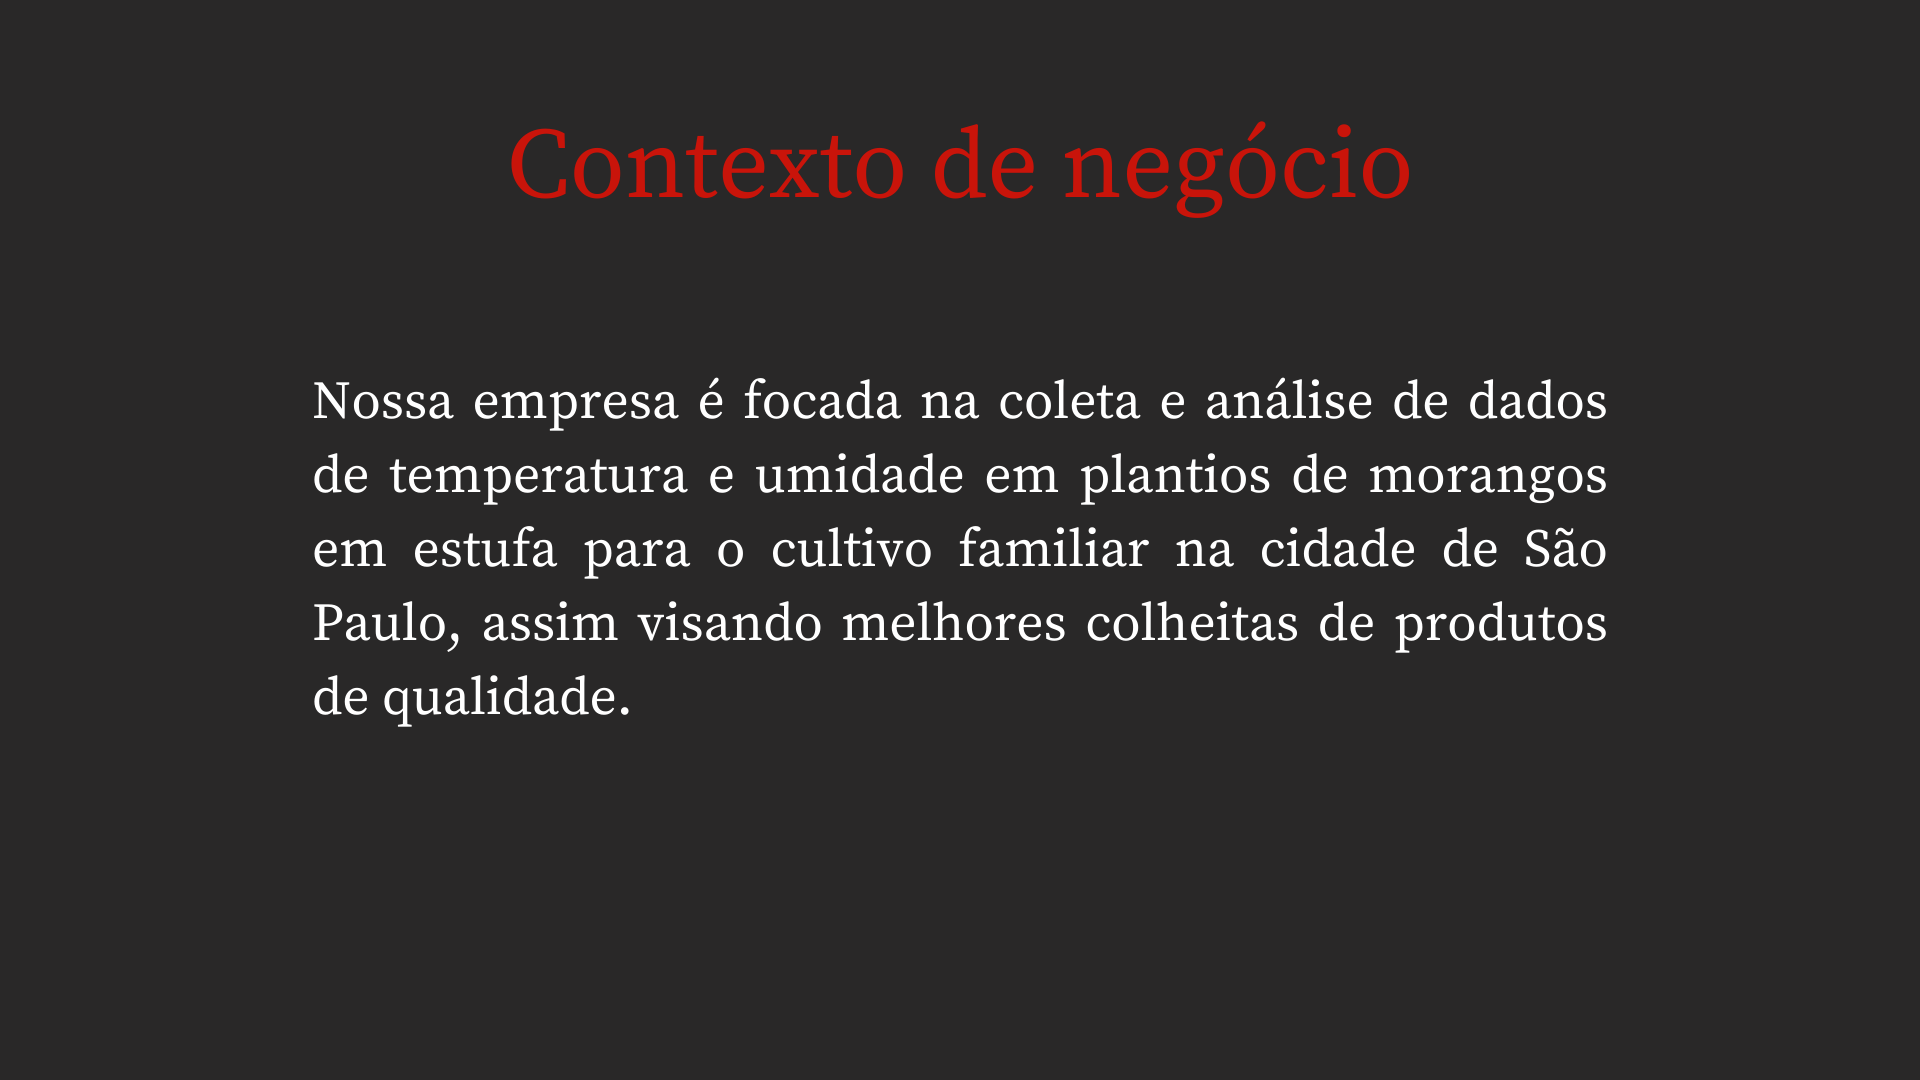 Contexto de negócio
Nossa empresa é focada na coleta e análise de dados
de temperatura e umidade em plantios de morangos
em estufa para o cultivo familiar na cidade de São
Paulo, assim visando melhores colheitas de produtos
de qualidade.